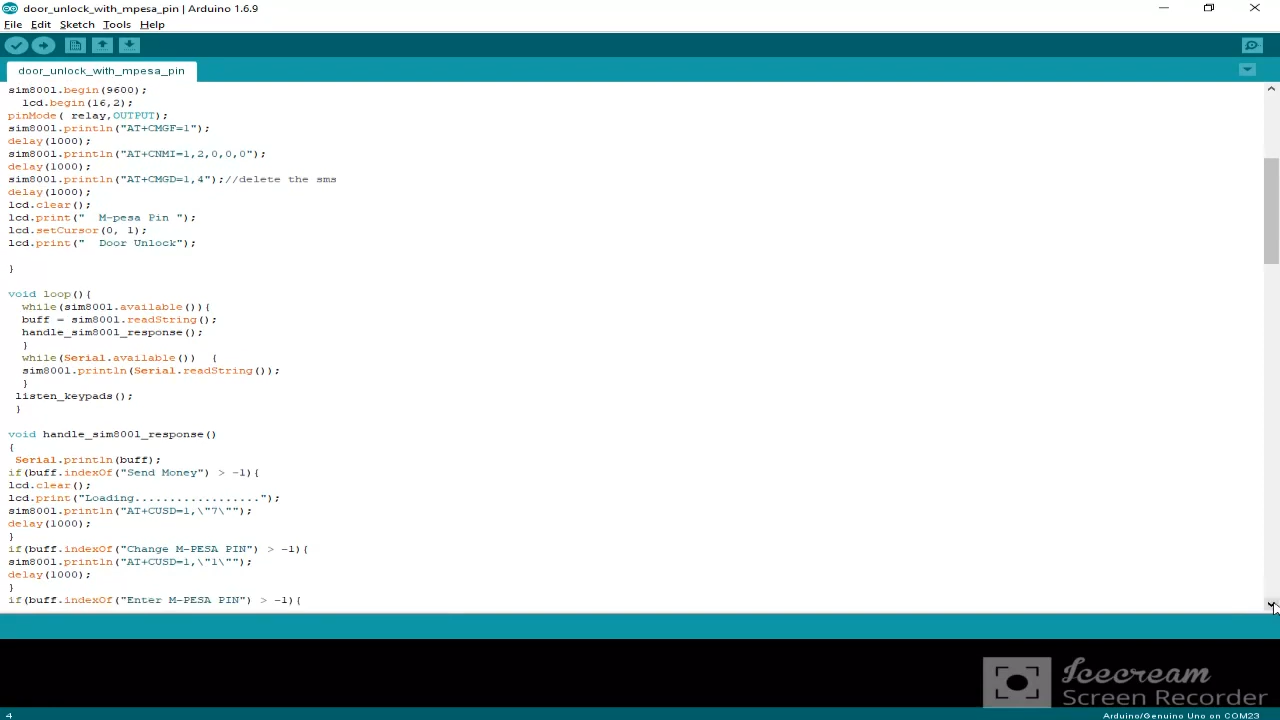 door_unlock_with_mpesa_pin | Arduino 1.6.9
File Edit Sketch Tools Help
door_unlock_with_mpesa_pin
sim800l.begin(9600);
lcd.begin(16,2);
pinMode( relay,OUTPUT);
sim800l.println("AT+CMGF=1");
delay(1000);
sim800l.println("AT+CNMI=1,2,0,0,0");
delay(1000);
sim800l.println("AT+CMGD=1,4");//delete the sms
delay(1000);
lcd.clear();
lcd.print("  M-pesa Pin ");
lcd.setCursor(0, 1);
lcd.print("  Door Unlock");
}
void loop(){
while(sim800l.available()){
buff = sim800l.readString();
handle_sim800l_response();
}
while(Serial.available())  {
sim800l.println(Serial.readString());
}
listen_keypads();
}
void handle_sim800l_response()
{
Serial.println(buff);
if(buff.indexOf("Send Money") > -1){
lcd.clear();
lcd.print("Loading..................");
sim800l.println("AT+CUSD=1,\"7\"");
delay(1000);
}
if(buff.indexOf("Change M-PESA PIN") > -1){
sim800l.println("AT+CUSD=1,\"1\"");
delay(1000);
}
if(buff.indexOf("Enter M-PESA PIN") > -1){
Icecream
Screen Recorder
4
Arduino/Genuino Uno on COM23